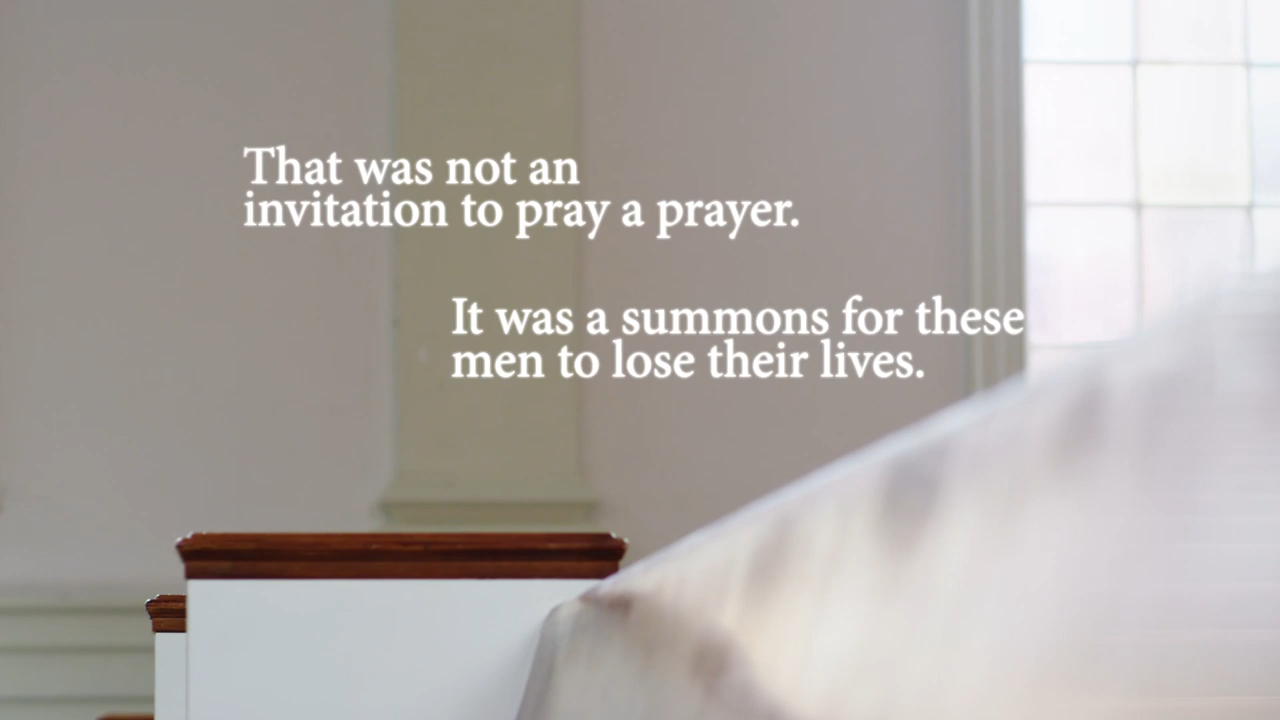 That was not an
invitation to pray a prayer.
It was a summons for these
men to lose their lives.